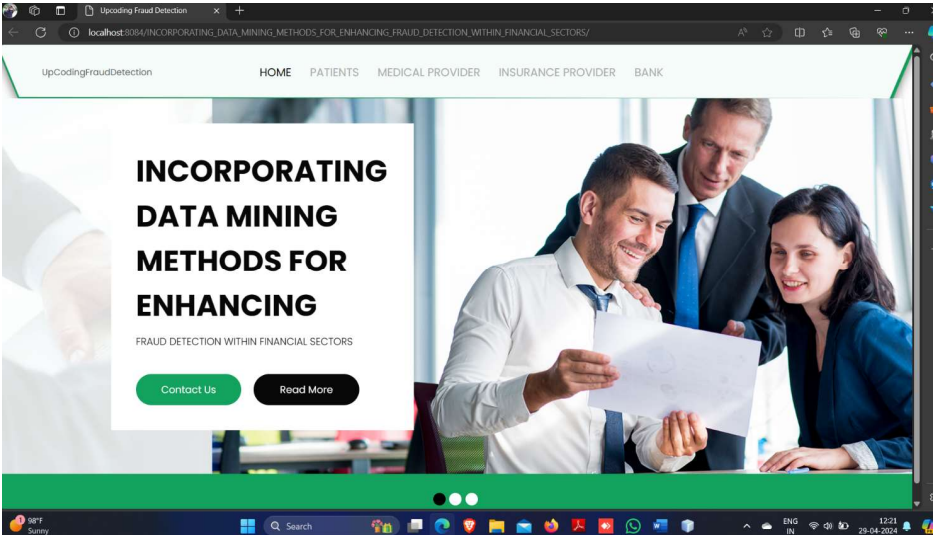 Upcoding Fraud Detection
localhost:8084/INCORPORATING_DATA_MINING_METHODS_FOR_ENHANCING_FRAUD_DETECTION_WITHIN_FINANCIAL_SECTORS/
UpCodingFraudDetection HOME PATIENTS MEDICAL PROVIDER INSURANCE PROVIDER BANK
INCORPORATING
DATA MINING
METHODS FOR
ENHANCING
FRAUD DETECTION WITHIN FINANCIAL SECTORS
Contact Us Read More
98°F
Sunny
Search
ENG
IN
12:21
29-04-2024